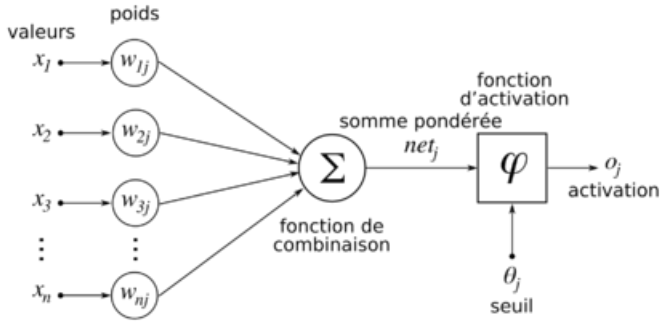 poids
valeurs
x1
w1j
x2
w2j
x3
w3j
⋮
⋮
xn
wnj
Σ
fonction de
combinaison
somme pondérée
netj
fonction
d'activation
φ
oj
activation
θj
seuil